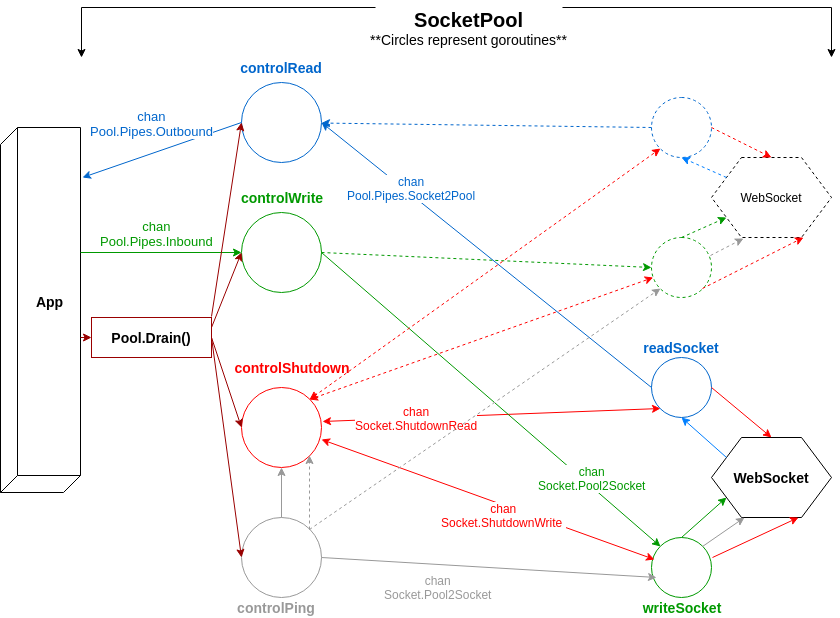 SocketPool
**Circles represent goroutines**
controlRead
chan
Pool.Pipes.Outbound
chan
Pool.Pipes.Socket2Pool
controlWrite
WebSocket
chan
Pool.Pipes.Inbound
App
Pool.Drain()
readSocket
controlShutdown
chan
Socket.ShutdownRead
chan
Socket.Pool2Socket
WebSocket
chan
Socket.ShutdownWrite
chan
Socket.Pool2Socket
controlPing
writeSocket